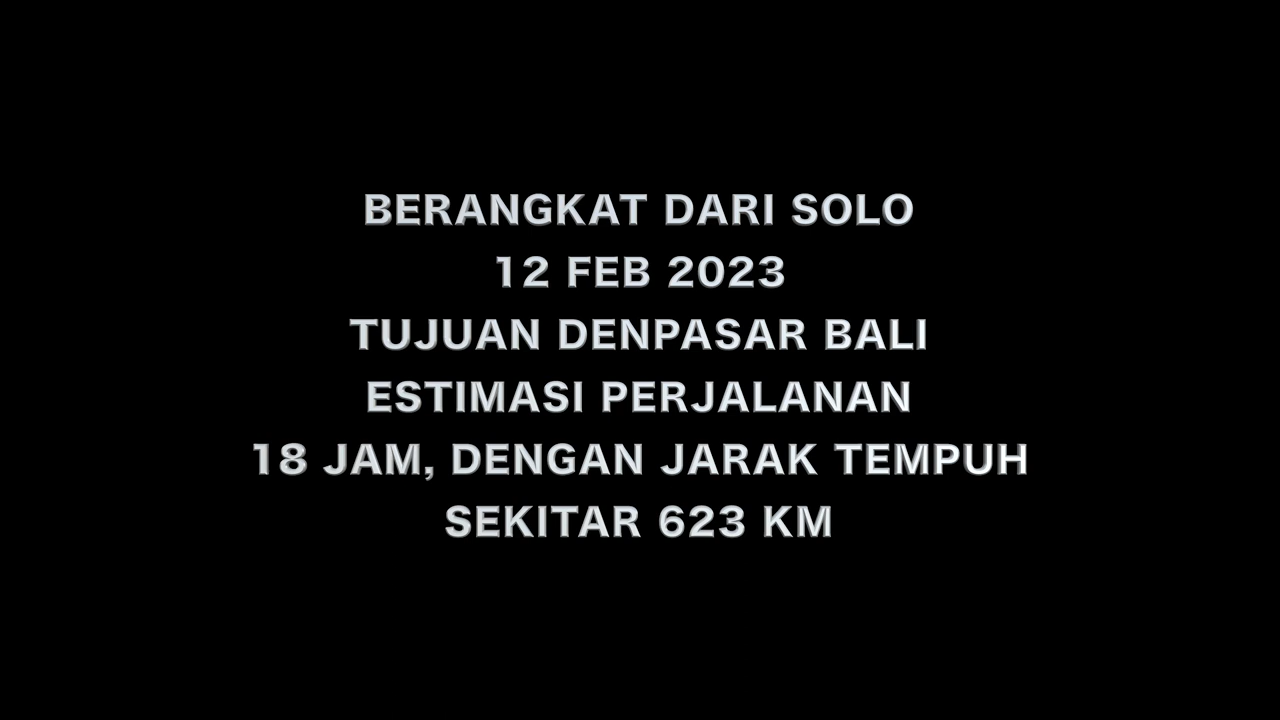 BERANGKAT DARI SOLO
12 FEB 2023
TUJUAN DENPASAR BALI
ESTIMASI PERJALANAN
18 JAM, DENGAN JARAK TEMPUH
SEKITAR 623 KM